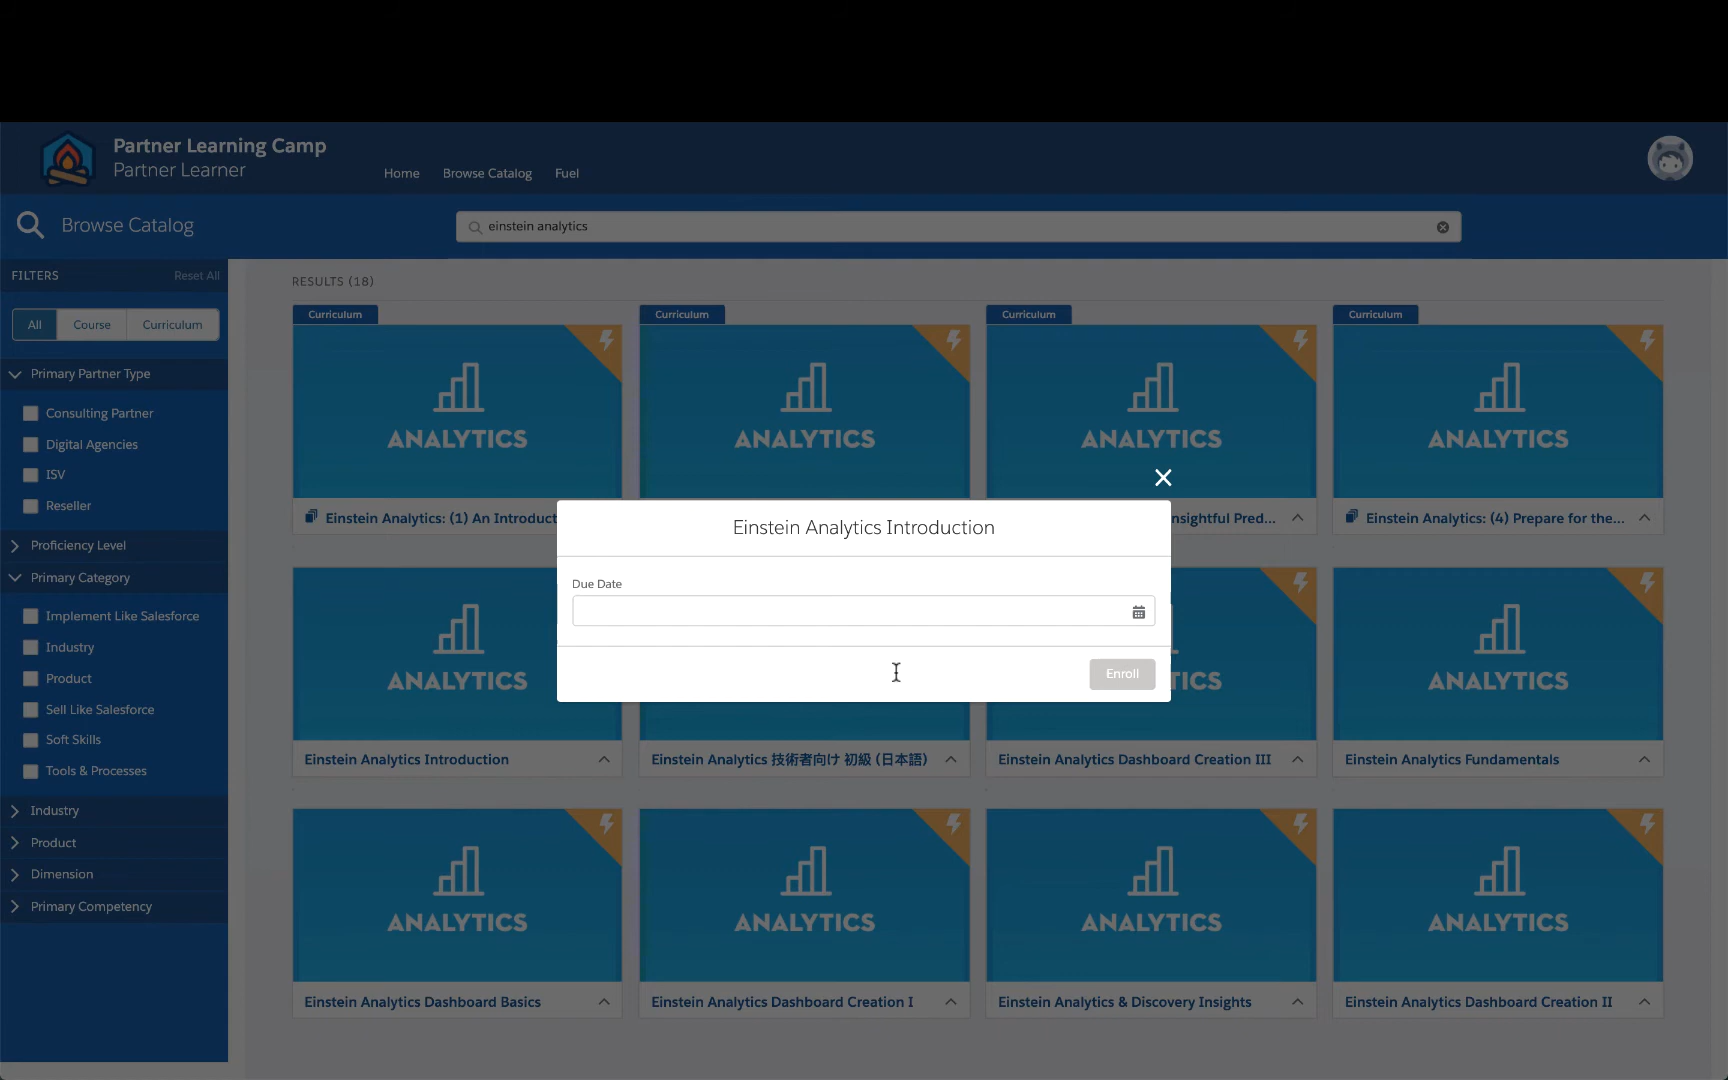 Partner Learning Camp
Partner Learner
Home
Browse Catalog
Fuel
Browse Catalog
einstein analytics
FILTERS
Reset All
RESULTS (18)
All
Course
Curriculum
Primary Partner Type
Consulting Partner
Digital Agencies
ISV
Reseller
Proficiency Level
Primary Category
Implement Like Salesforce
Industry
Product
Sell Like Salesforce
Soft Skills
Tools & Processes
Industry
Product
Dimension
Primary Competency
Curriculum
Curriculum
Curriculum
Curriculum
ANALYTICS
ANALYTICS
ANALYTICS
ANALYTICS
Einstein Analytics: (1) An Introduct
nsightful Pred...
Einstein Analytics: (4) Prepare for the...
Einstein Analytics Introduction
Due Date
Enroll
ANALYTICS
TICS
ANALYTICS
Einstein Analytics Introduction
Einstein Analytics 技術者向け 初級 (日本語)
Einstein Analytics Dashboard Creation III
Einstein Analytics Fundamentals
ANALYTICS
ANALYTICS
ANALYTICS
ANALYTICS
Einstein Analytics Dashboard Basics
Einstein Analytics Dashboard Creation I
Einstein Analytics & Discovery Insights
Einstein Analytics Dashboard Creation II